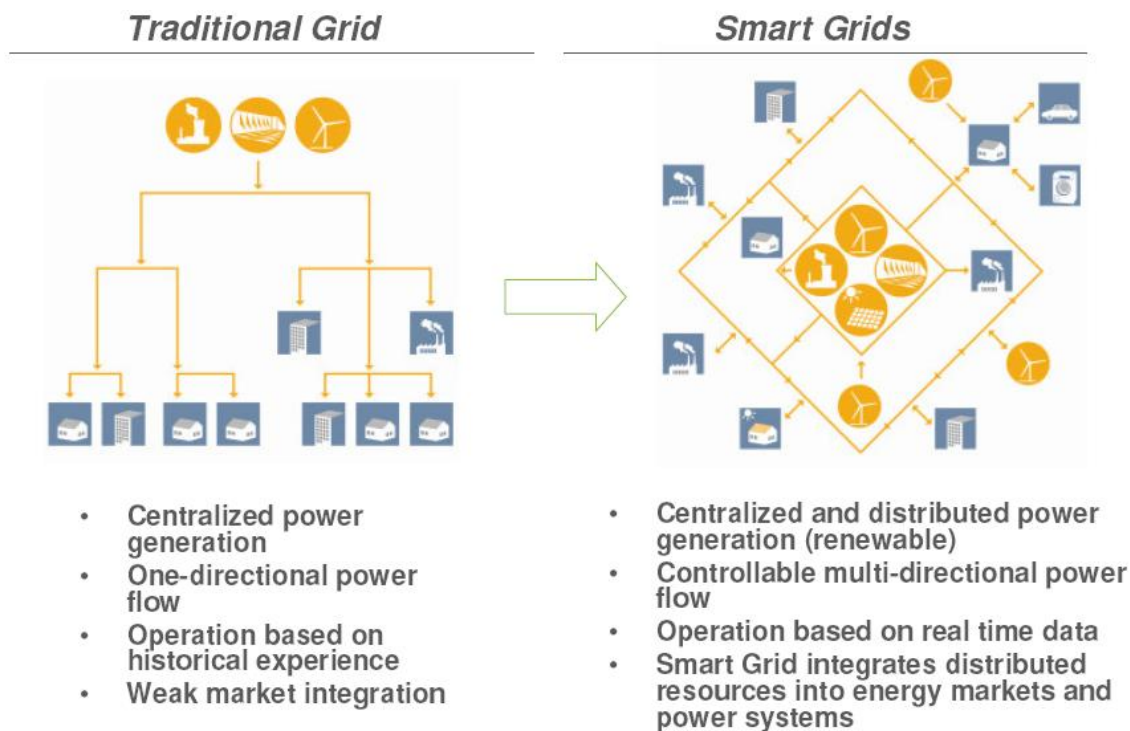 Traditional Grid
Smart Grids
• Centralized power
generation
• One-directional power
flow
• Operation based on
historical experience
• Weak market integration
• Centralized and distributed power
generation (renewable)
• Controllable multi-directional power
flow
• Operation based on real time data
• Smart Grid integrates distributed
resources into energy markets and
power systems